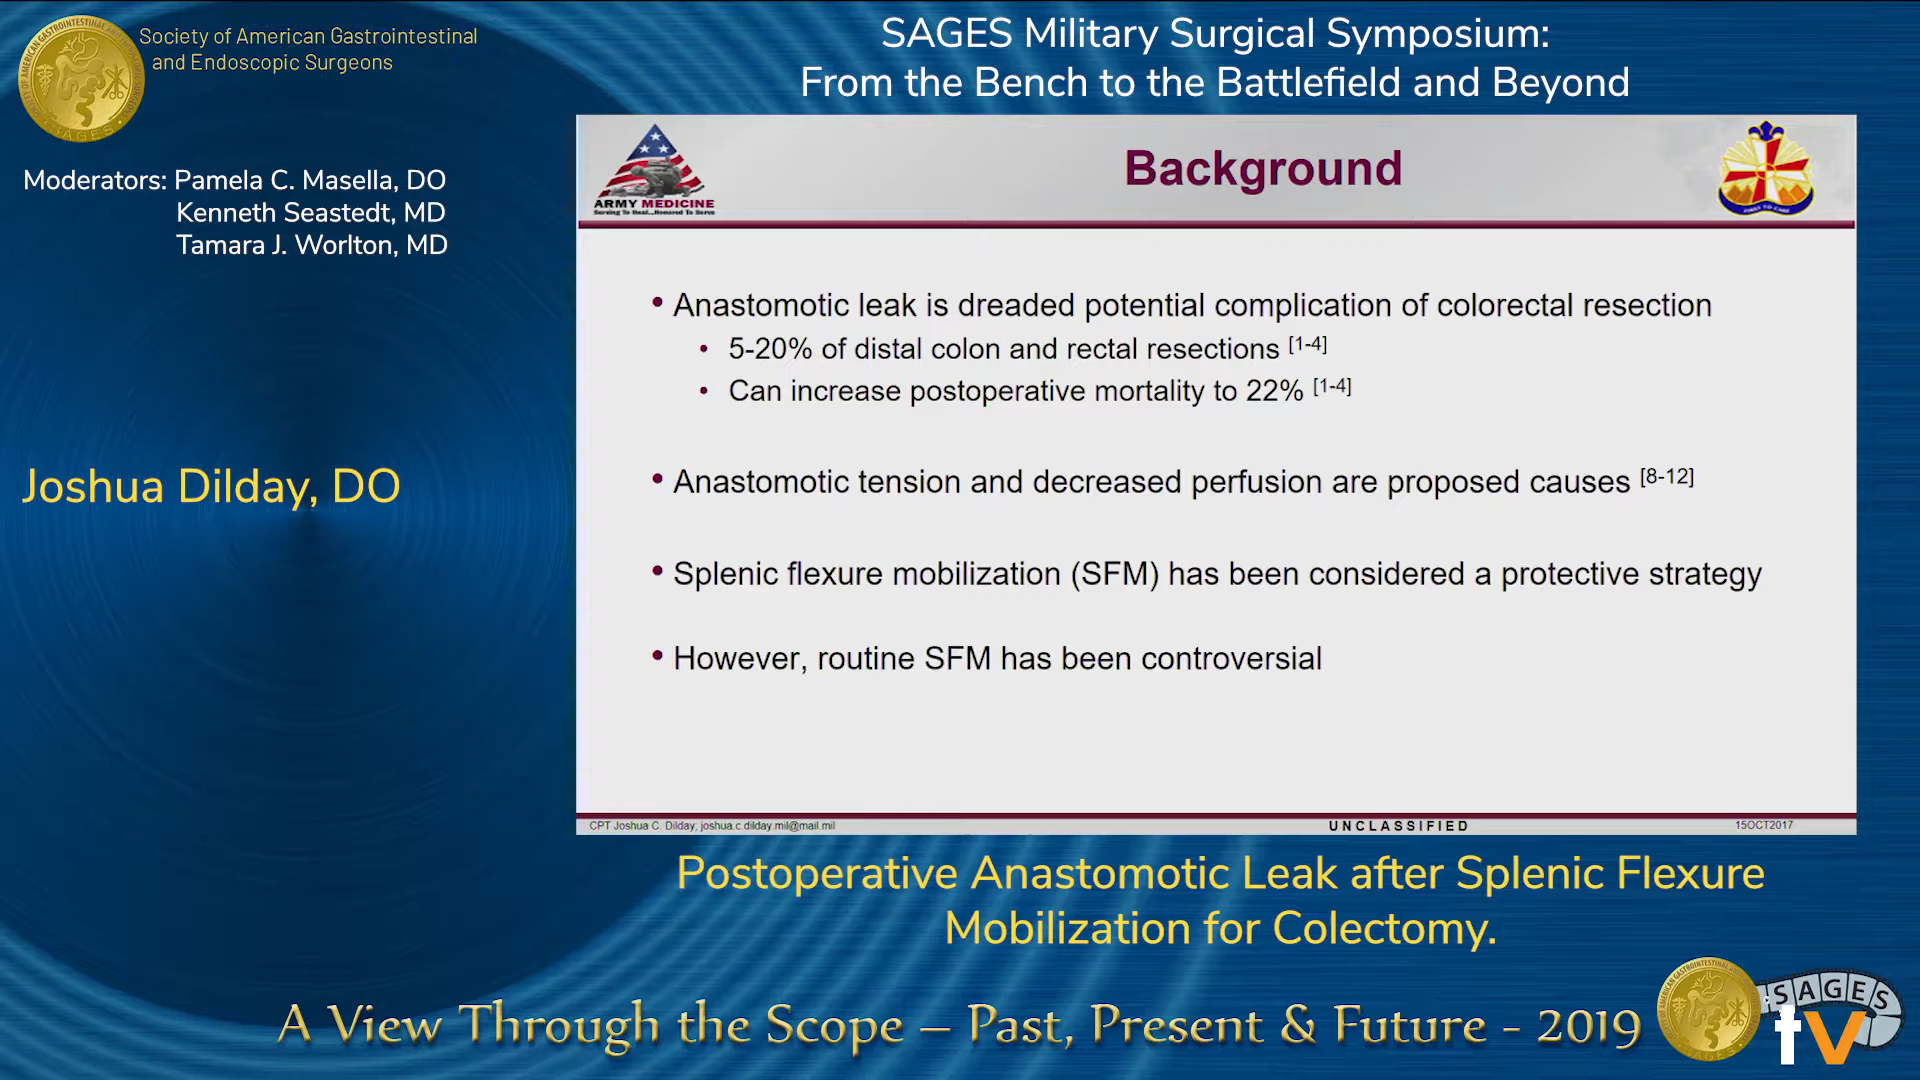 Society of American Gastrointestinal
and Endoscopic Surgeons
SAGES Military Surgical Symposium:
From the Bench to the Battlefield and Beyond
Moderators: Pamela C. Masella, DO
Kenneth Seastedt, MD
Tamara J. Worlton, MD
Joshua Dilday, DO
ARMY MEDICINE
Serving To Heal...Honored To Serve
Background
• Anastomotic leak is dreaded potential complication of colorectal resection
• 5-20% of distal colon and rectal resections [1-4]
• Can increase postoperative mortality to 22% [1-4]
• Anastomotic tension and decreased perfusion are proposed causes [8-12]
• Splenic flexure mobilization (SFM) has been considered a protective strategy
• However, routine SFM has been controversial
CPT Joshua C. Dilday; joshua.c.dilday.mil@mail.mil
UNCLASSIFIED
15OCT2017
Postoperative Anastomotic Leak after Splenic Flexure
Mobilization for Colectomy.
A View Through the Scope – Past, Present & Future - 2019
SAGES
tv